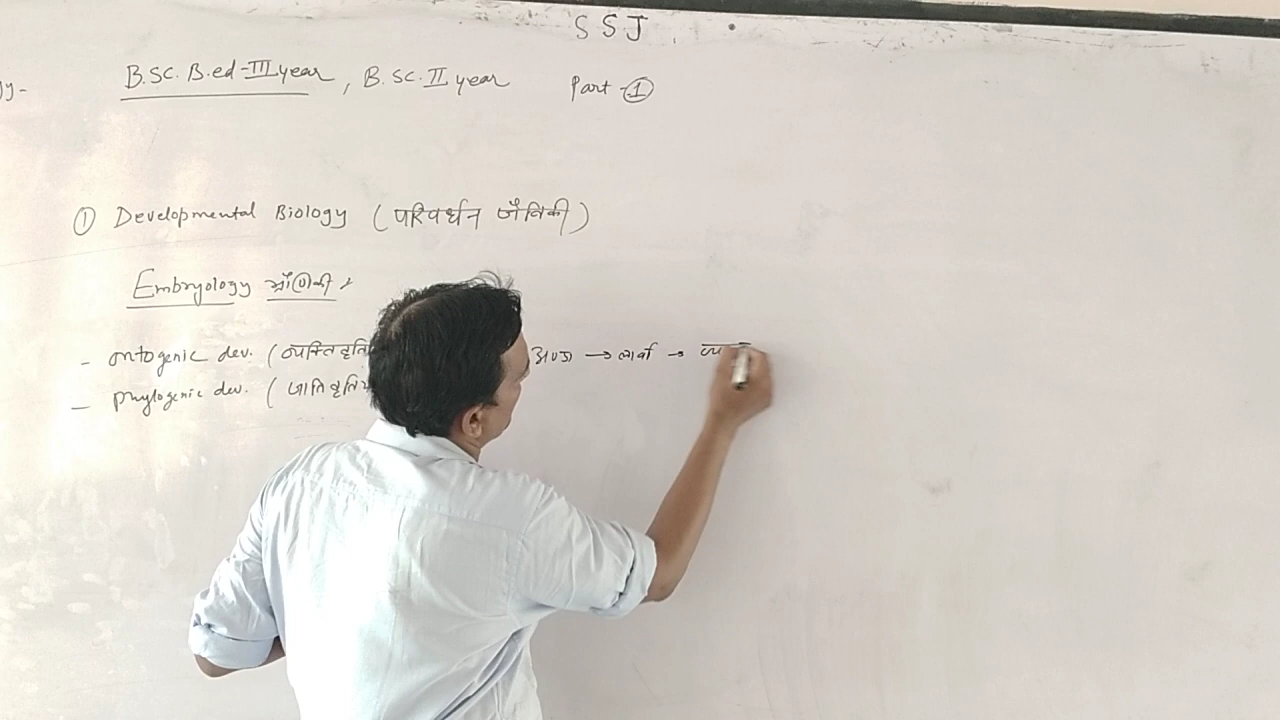 S S J
B.SC. B.ed-III year, B.SC. II year Part-①
gy-
① Developmental Biology (परिवर्धन जैविकी)
Embryology
- ontogenic dev. (व्यक्तिवृति अण्डा → लार्वा →
- phylogenic dev. (जातिवृति